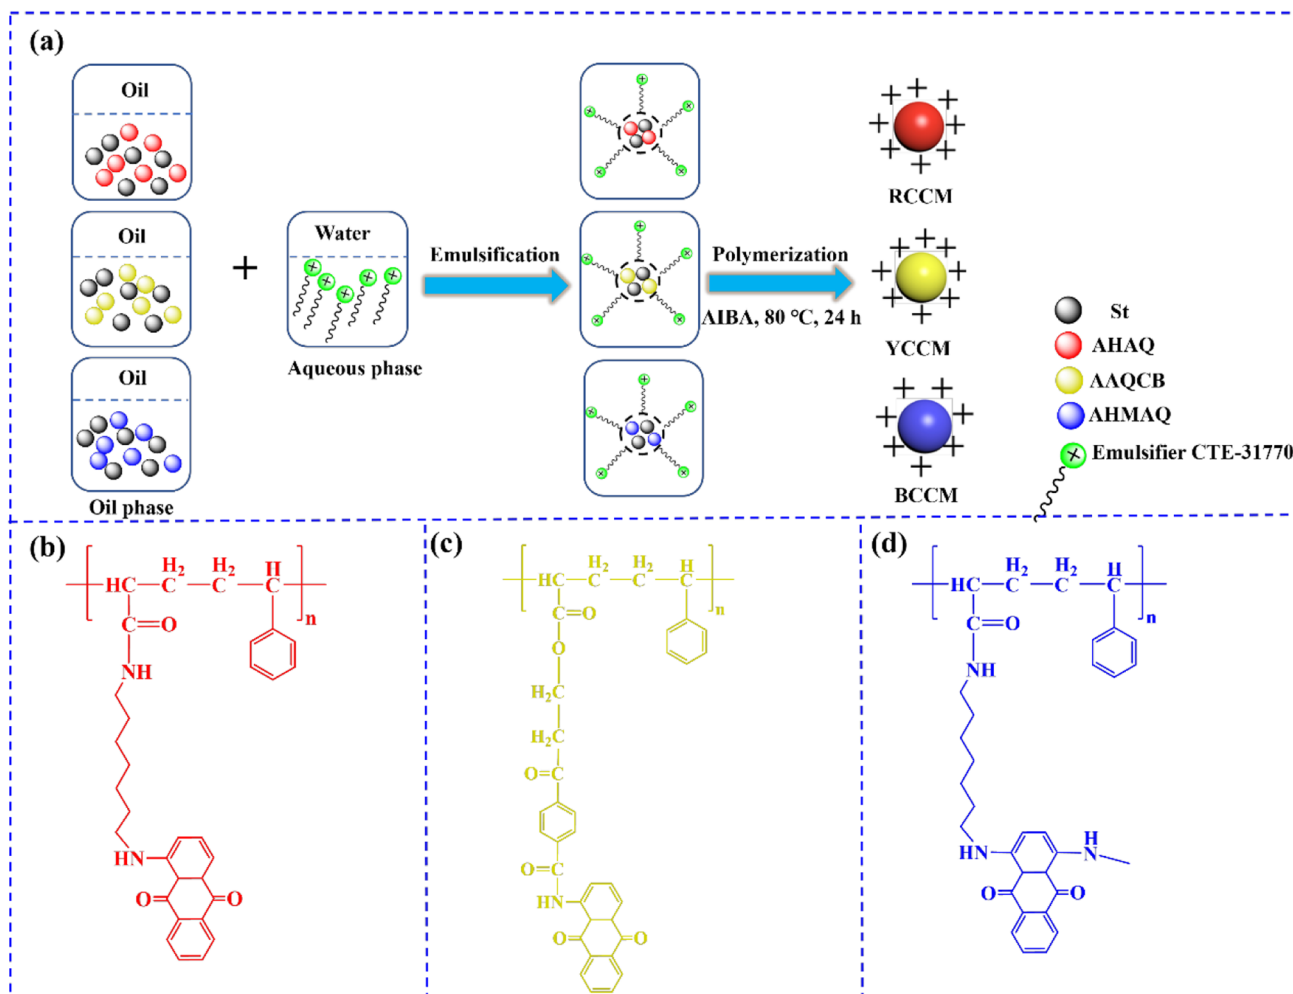 (a)
Oil
Oil
Oil
Oil phase
+
Water
Aqueous phase
Emulsification
Polymerization
AIBA, 80 °C, 24 h
RCCM
YCCM
BCCM
St
AHAQ
AAQCB
AHMAQ
Emulsifier CTE-31770
(b)
H₂ H₂ H
HC C C C
n
C=O
NH
HN
O O
(c)
H₂ H₂ H
HC C C C
n
C=O
O
H₂C
H₂C
O=C
O=C
HN
O O
(d)
H₂ H₂ H
HC C C C
n
C=O
NH
H
HN N
O O